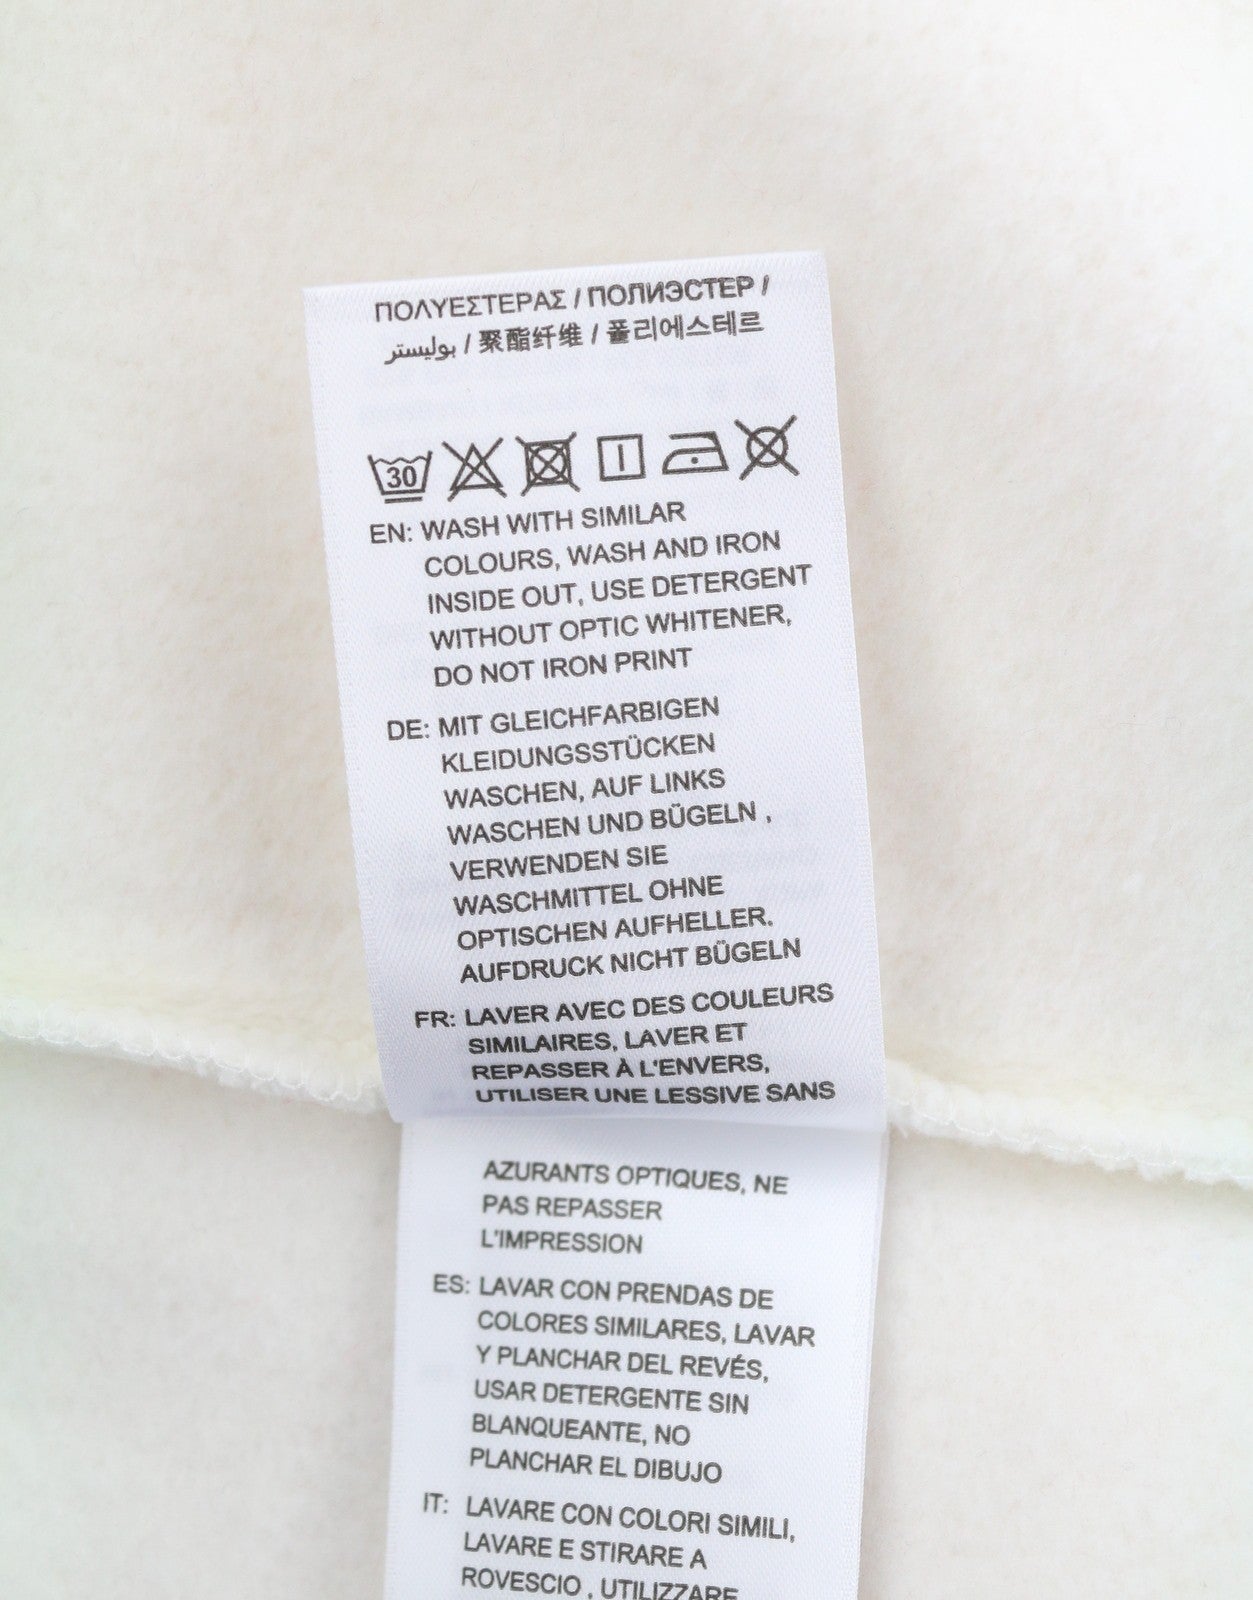 ΠΟΛΥΕΣΤΕΡΑΣ / ПОЛИЭСТЕР /
بوليستر / 聚酯纤维 / 폴리에스테르
30
EN: WASH WITH SIMILAR
COLOURS, WASH AND IRON
INSIDE OUT, USE DETERGENT
WITHOUT OPTIC WHITENER,
DO NOT IRON PRINT
DE: MIT GLEICHFARBIGEN
KLEIDUNGSSTÜCKEN
WASCHEN, AUF LINKS
WASCHEN UND BÜGELN ,
VERWENDEN SIE
WASCHMITTEL OHNE
OPTISCHEN AUFHELLER.
AUFDRUCK NICHT BÜGELN
FR: LAVER AVEC DES COULEURS
SIMILAIRES, LAVER ET
REPASSER À L'ENVERS,
UTILISER UNE LESSIVE SANS
AZURANTS OPTIQUES, NE
PAS REPASSER
L'IMPRESSION
ES: LAVAR CON PRENDAS DE
COLORES SIMILARES, LAVAR
Y PLANCHAR DEL REVÉS,
USAR DETERGENTE SIN
BLANQUEANTE, NO
PLANCHAR EL DIBUJO
IT: LAVARE CON COLORI SIMILI,
LAVARE E STIRARE A
ROVESCIO , UTILIZZARE